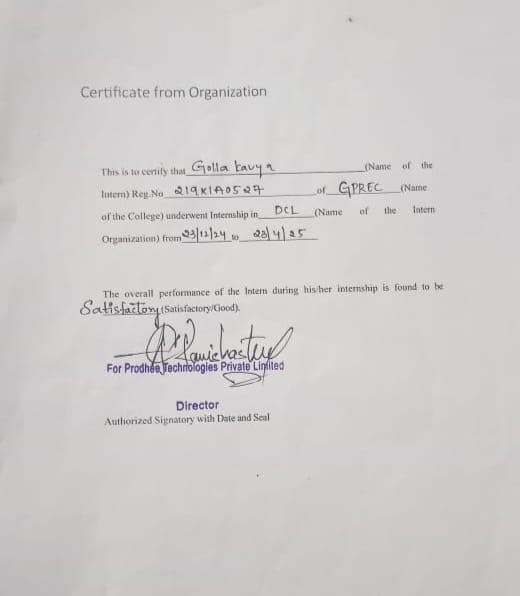 Certificate from Organization
This is to certify that Golla kavya (Name of the
Intern) Reg.No 219X1A0527 of GPREC (Name
of the College) underwent Internship in DCL (Name of the Intern
Organization) from 23/12/24 to 23/4/25
The overall performance of the Intern during his/her internship is found to be
Satisfactory (Satisfactory/Good).
For Prodhee Technologies Private Limited
Director
Authorized Signatory with Date and Seal